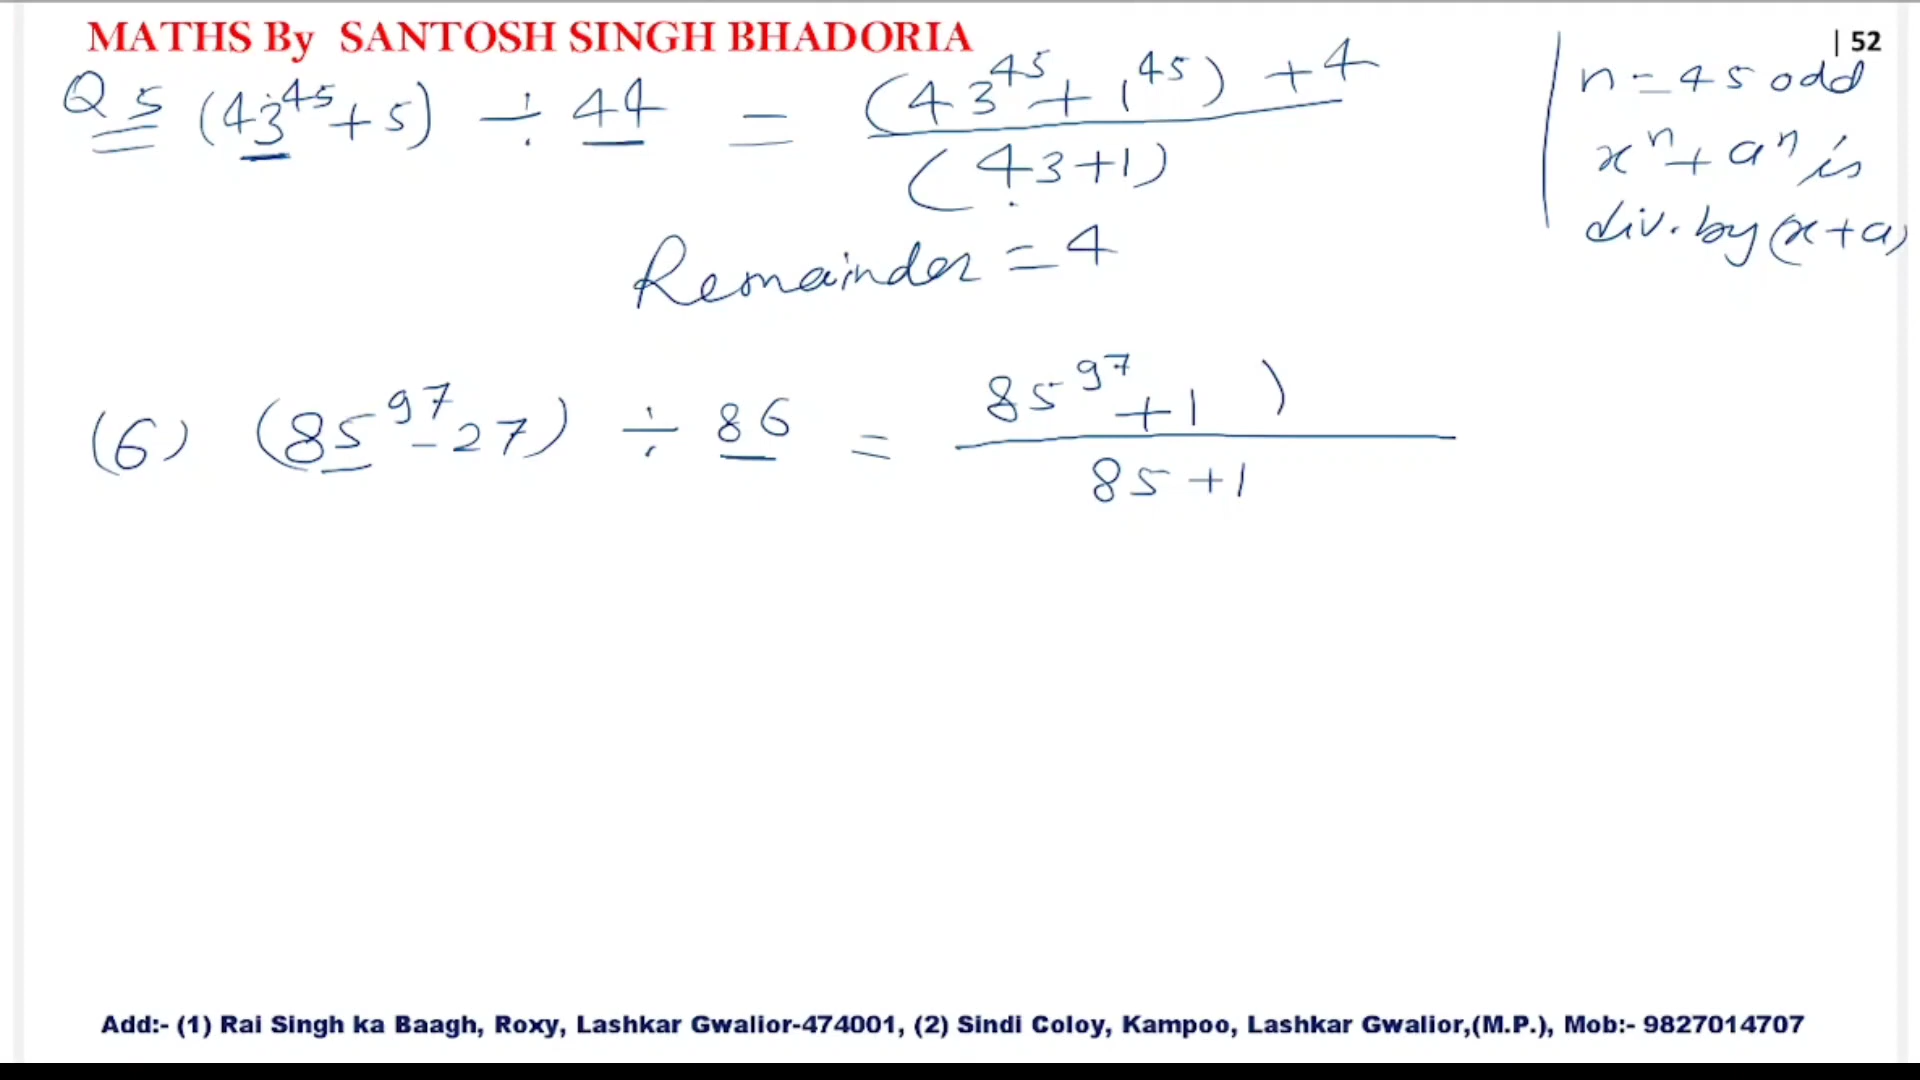 MATHS By SANTOSH SINGH BHADORIA
| 52
Q 5 (43^45 + 5) ÷ 44 = (43^45 + 1^45) + 4
(43+1)
n = 45 odd
x^n + a^n is
div. by (x+a)
Remainder = 4
(6) (85^97 - 27) ÷ 86 = 85^97 + 1 )
85 + 1
Add:- (1) Rai Singh ka Baagh, Roxy, Lashkar Gwalior-474001, (2) Sindi Coloy, Kampoo, Lashkar Gwalior,(M.P.), Mob:- 9827014707